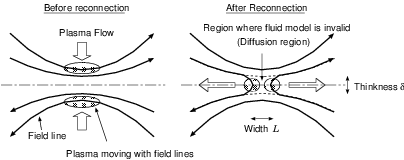 Before reconnection
Plasma Flow
Field line
Plasma moving with field lines
After Reconnection
Region where fluid model is invalid
(Diffusion region)
Thinkness δ
Width L